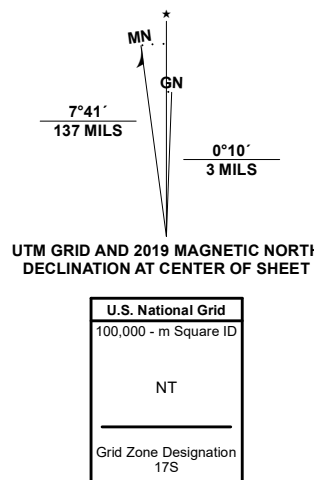 ★
MN
GN
7°41´
137 MILS
0°10´
3 MILS
UTM GRID AND 2019 MAGNETIC NORTH
DECLINATION AT CENTER OF SHEET
U.S. National Grid
100,000 - m Square ID
NT
Grid Zone Designation
17S